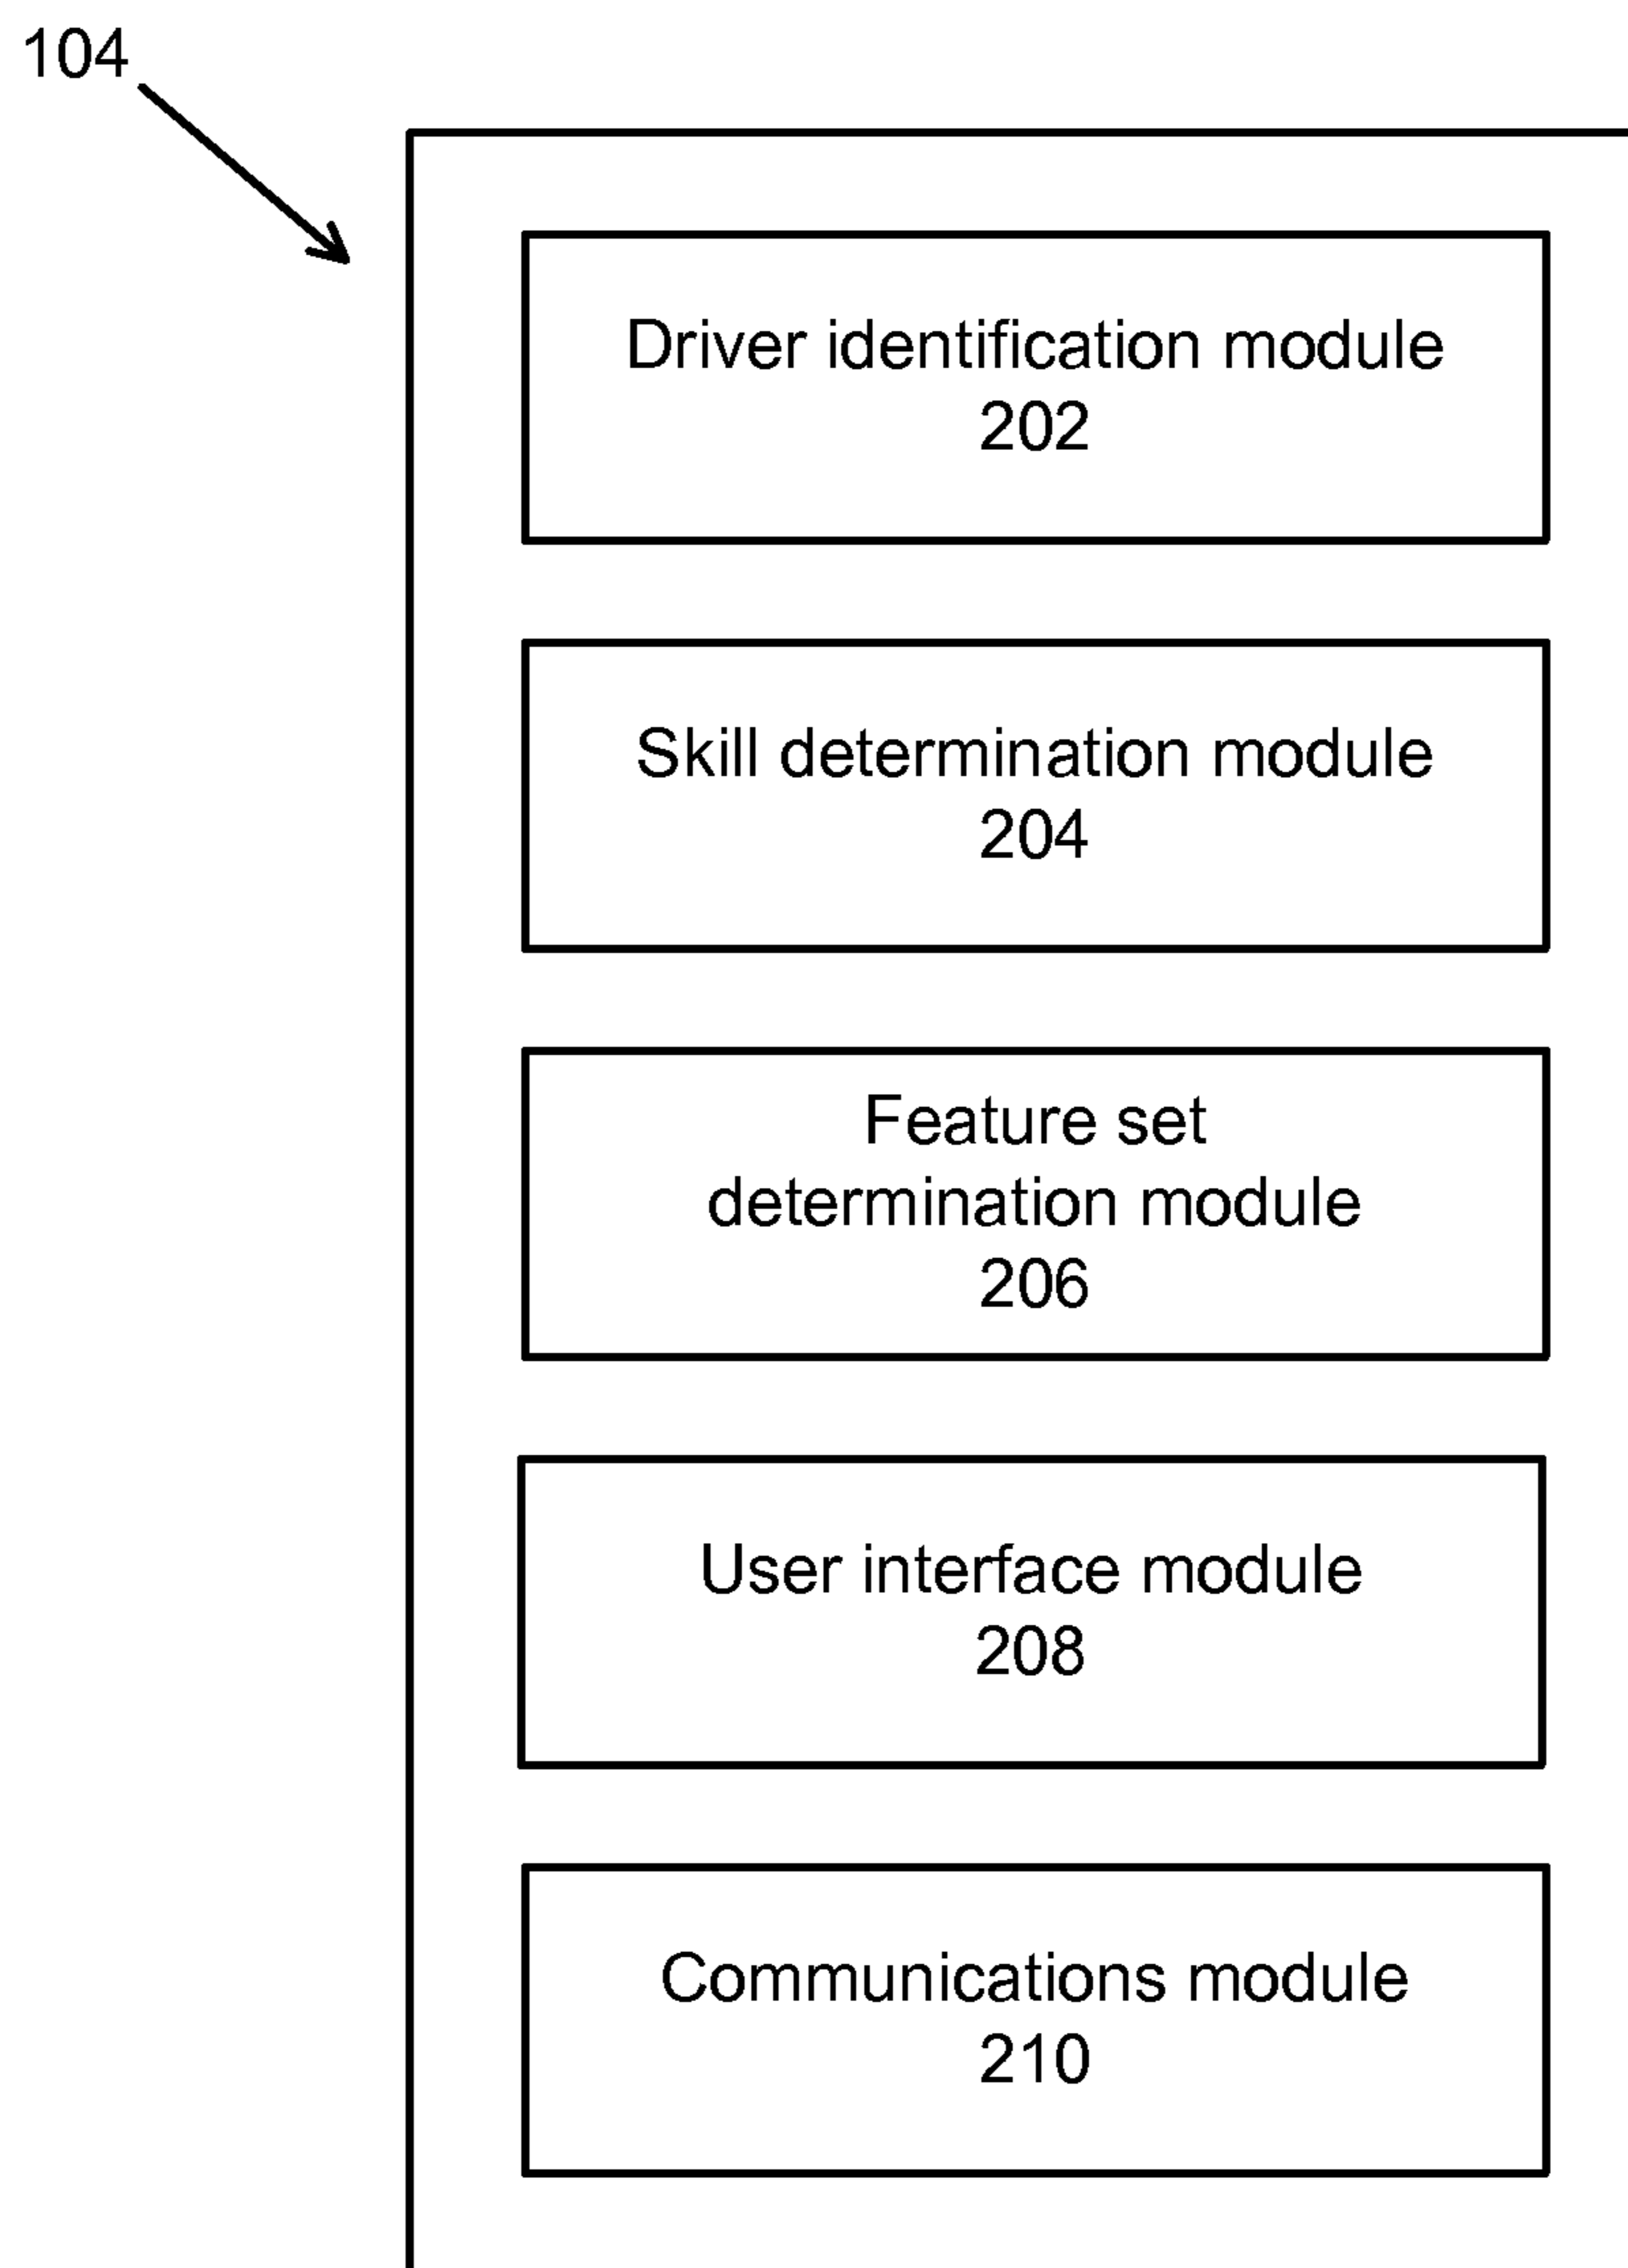 104
Driver identification module
202
Skill determination module
204
Feature set
determination module
206
User interface module
208
Communications module
210